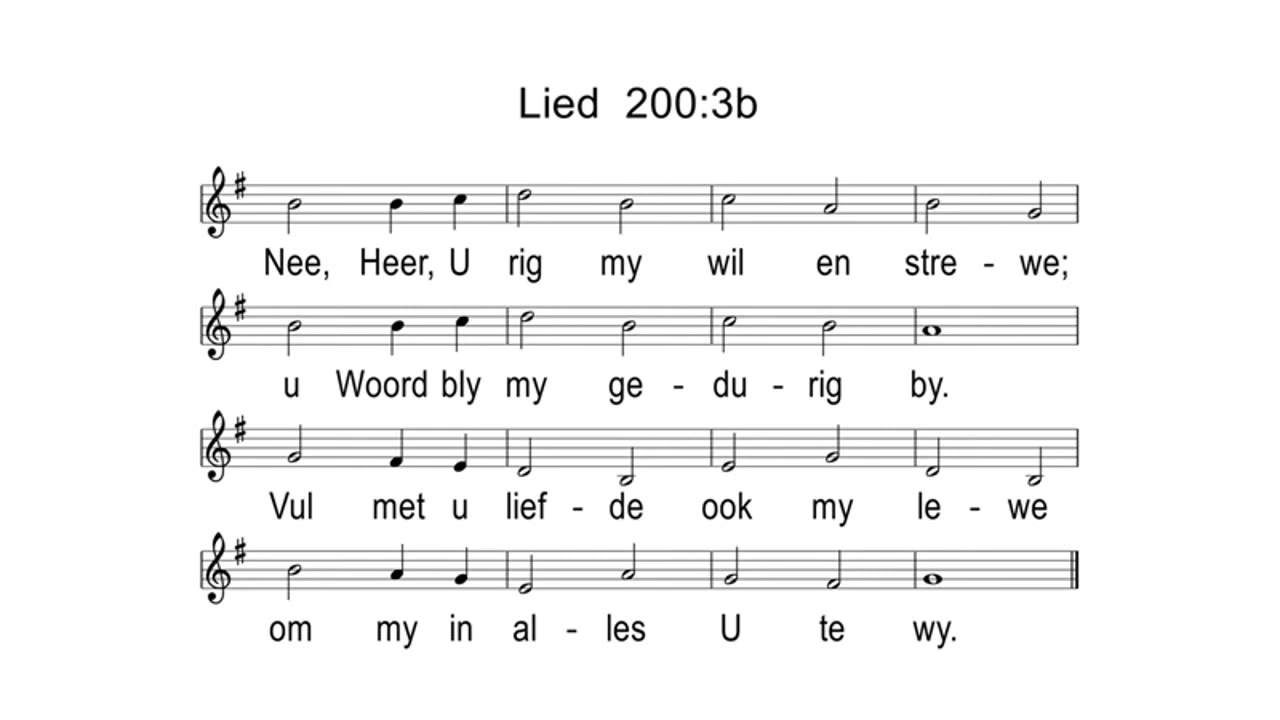 Lied 200:3b
Nee, Heer, U rig my wil en stre - we;
u Woord bly my ge - du - rig by.
Vul met u lief - de ook my le - we
om my in al - les U te wy.